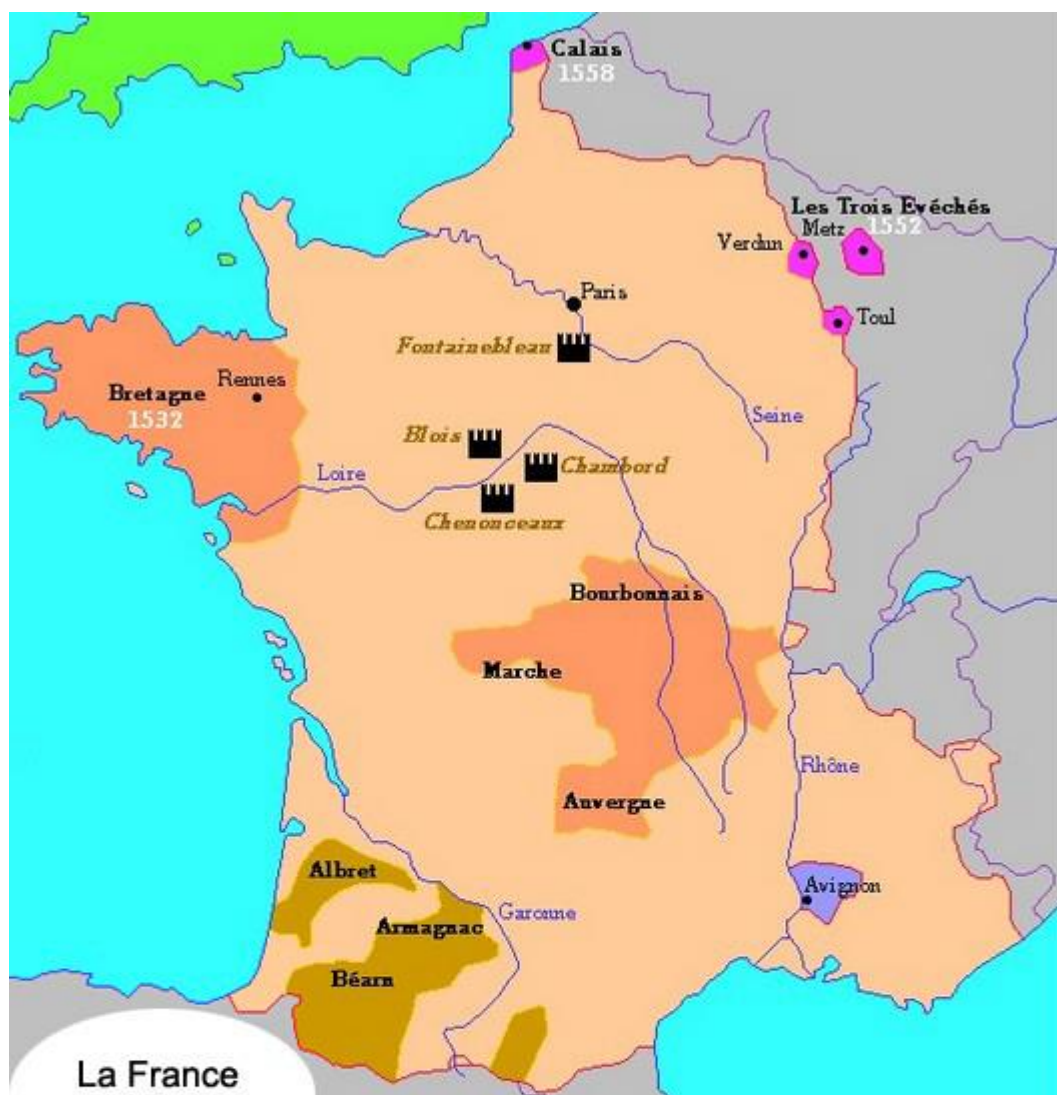 Calais
1558
Les Trois Evéchés
Metz 1552
Verdun
Paris
Toul
Fontainebleau
Rennes
Bretagne
1532
Seine
Blois
Chambord
Loire
Chenonceaux
Bourbonnais
Marche
Rhône
Auvergne
Albret
Avignon
Garonne
Armagnac
Béarn
La France